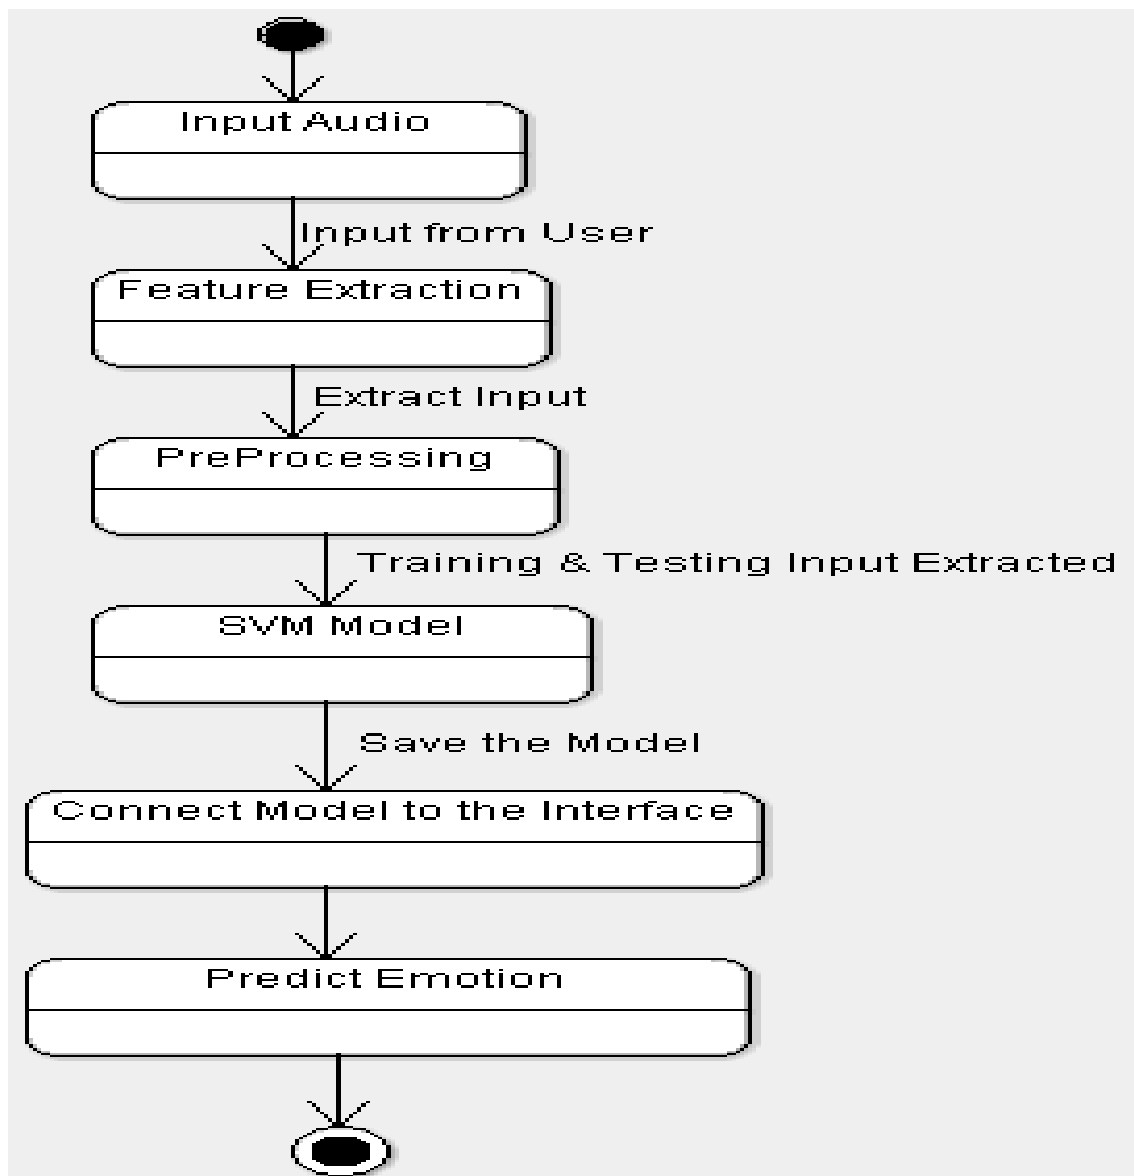 Input Audio
Input from User
Feature Extraction
Extract Input
PreProcessing
Training & Testing Input Extracted
SVM Model
Save the Model
Connect Model to the Interface
Predict Emotion